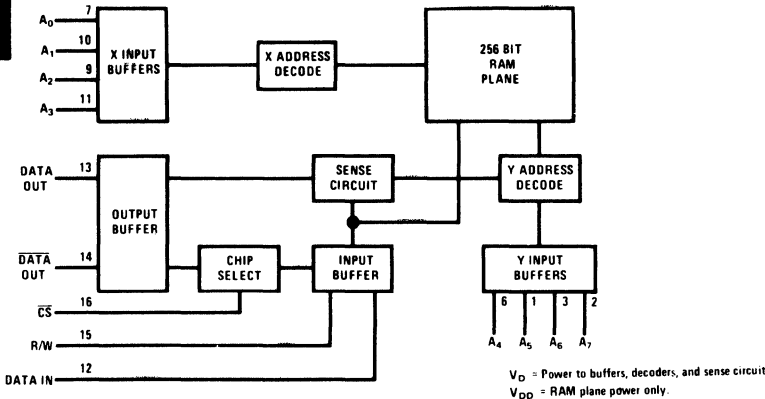 7
A0
10
A1
9
A2
11
A3
X INPUT
BUFFERS
X ADDRESS
DECODE
256 BIT
RAM
PLANE
13
DATA
OUT
OUTPUT
BUFFER
SENSE
CIRCUIT
Y ADDRESS
DECODE
14
DATA
OUT
CHIP
SELECT
INPUT
BUFFER
Y INPUT
BUFFERS
16
CS
6 1 3 2
A4 A5 A6 A7
15
R/W
12
DATA IN
VD = Power to buffers, decoders, and sense circuit
VDD = RAM plane power only.